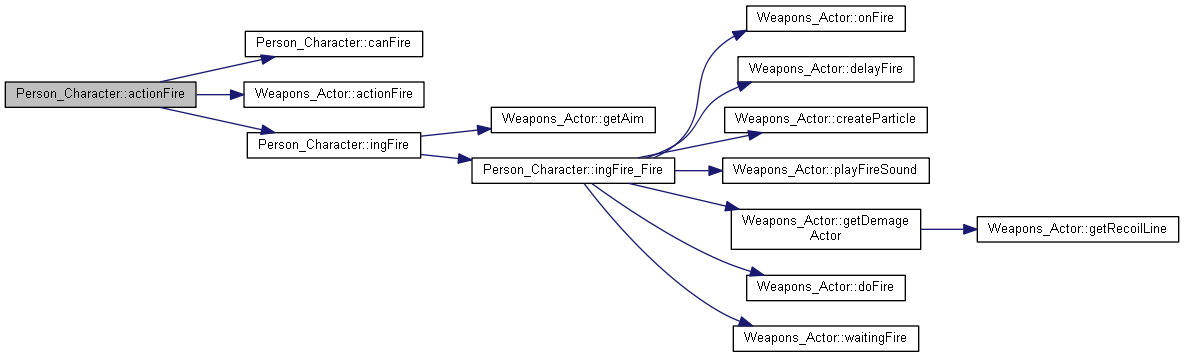 Person_Character::actionFire
Person_Character::canFire
Weapons_Actor::actionFire
Person_Character::ingFire
Weapons_Actor::getAim
Person_Character::ingFire_Fire
Weapons_Actor::onFire
Weapons_Actor::delayFire
Weapons_Actor::createParticle
Weapons_Actor::playFireSound
Weapons_Actor::getDemage
Actor
Weapons_Actor::getRecoilLine
Weapons_Actor::doFire
Weapons_Actor::waitingFire